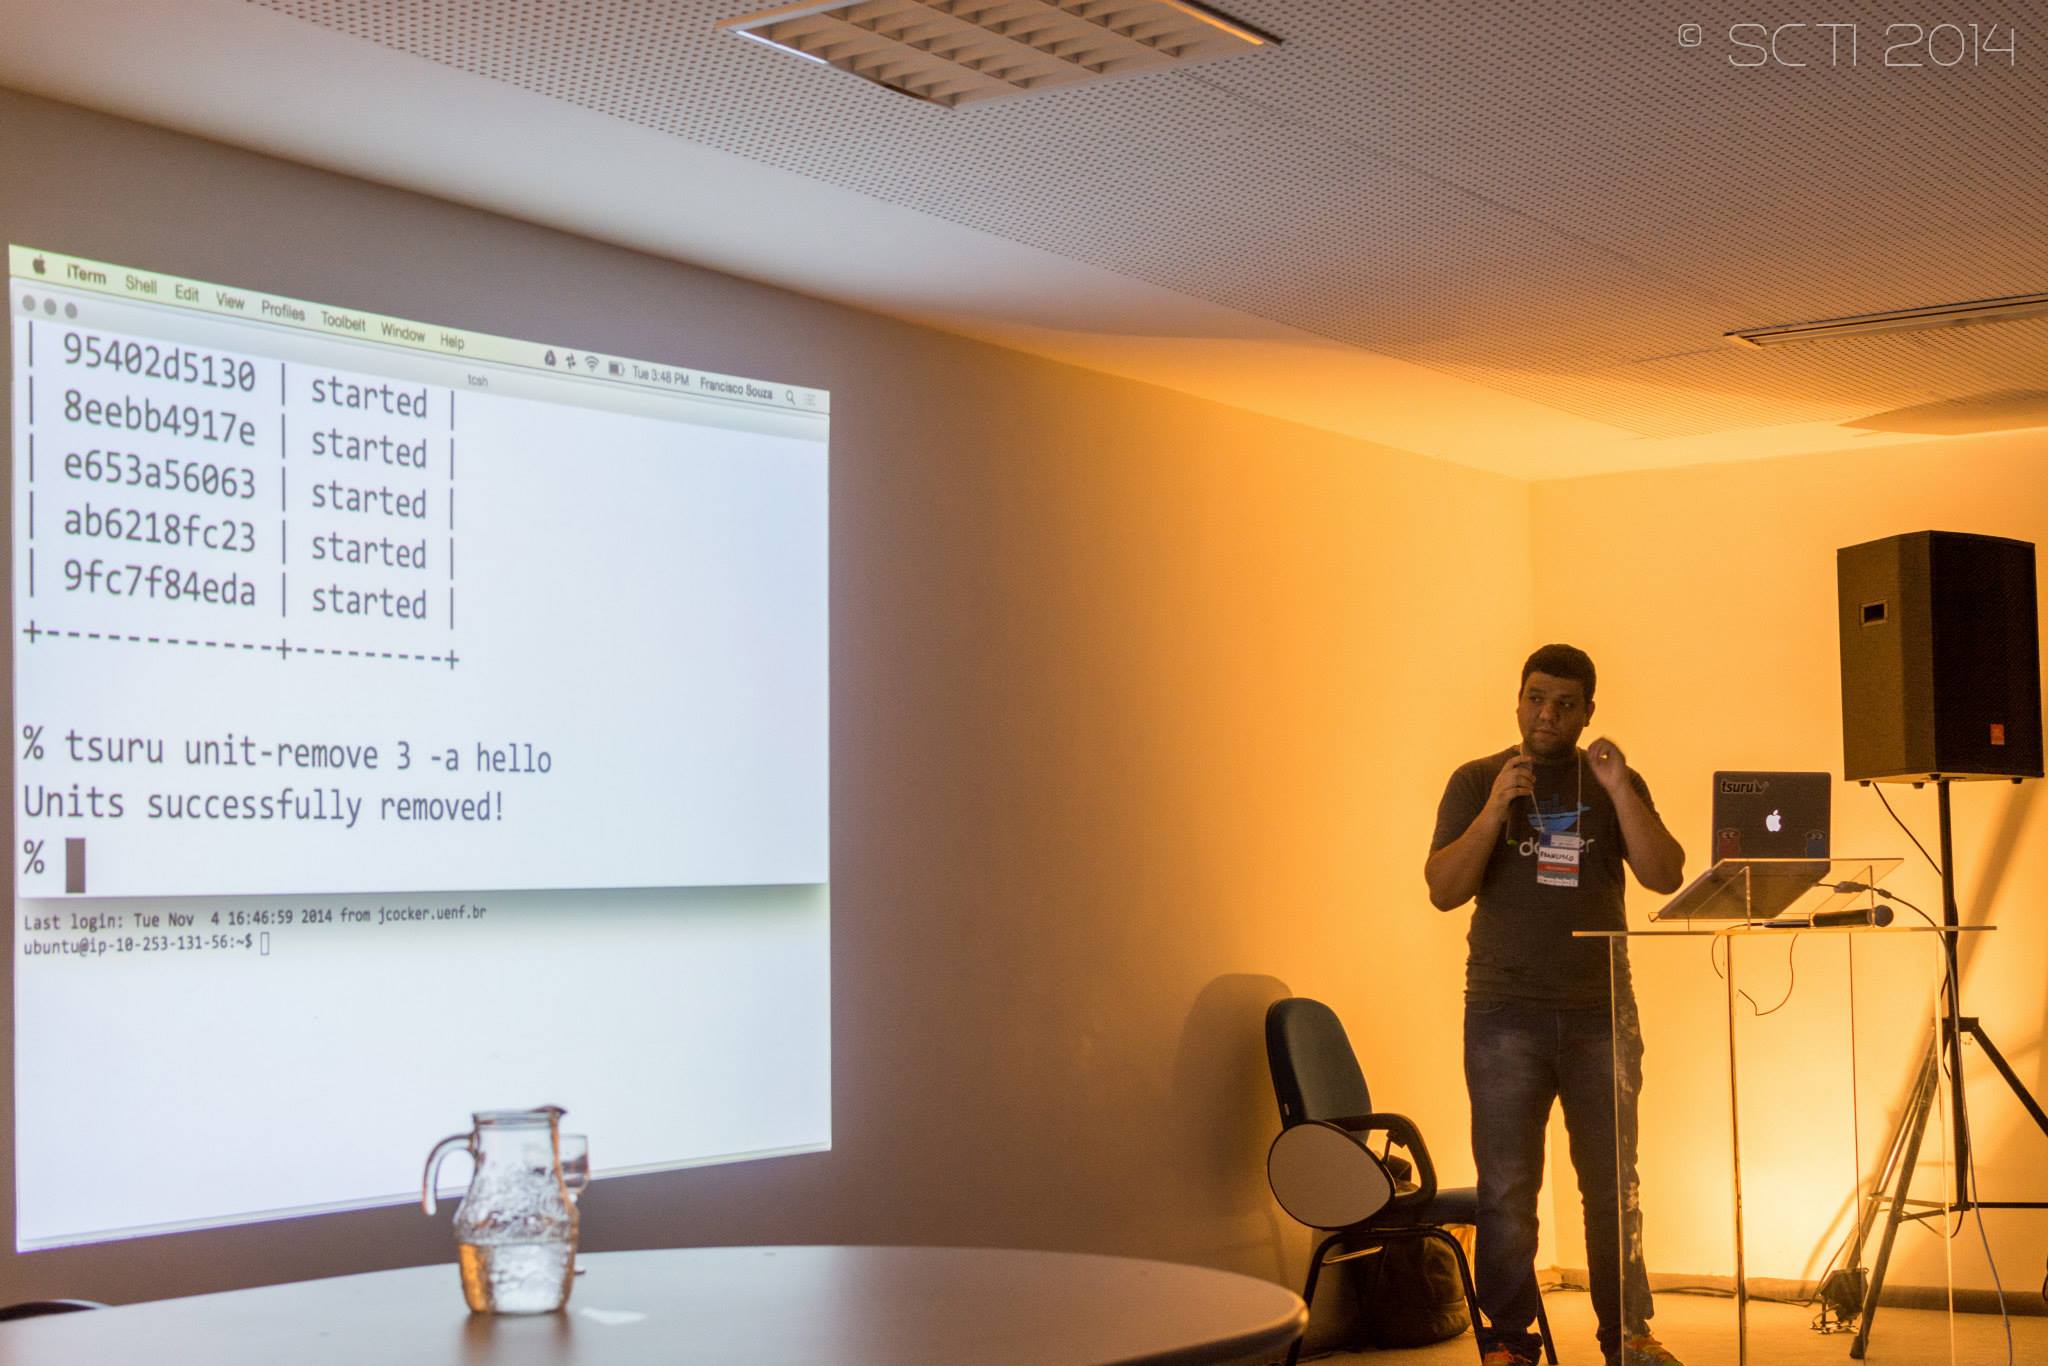 © SCTI 2014
iTerm Shell Edit View Profiles Toolbelt Window Help Tue 3:48 PM Francisco Souza
tcsh
| 95402d5130 | started |
| 8eebb4917e | started |
| e653a56063 | started |
| ab6218fc23 | started |
| 9fc7f84eda | started |
+------------+---------+
% tsuru unit-remove 3 -a hello
Units successfully removed!
%
Last login: Tue Nov  4 16:46:59 2014 from jcocker.uenf.br
ubuntu@ip-10-253-131-56:~$
tsuru
FRANCISCO